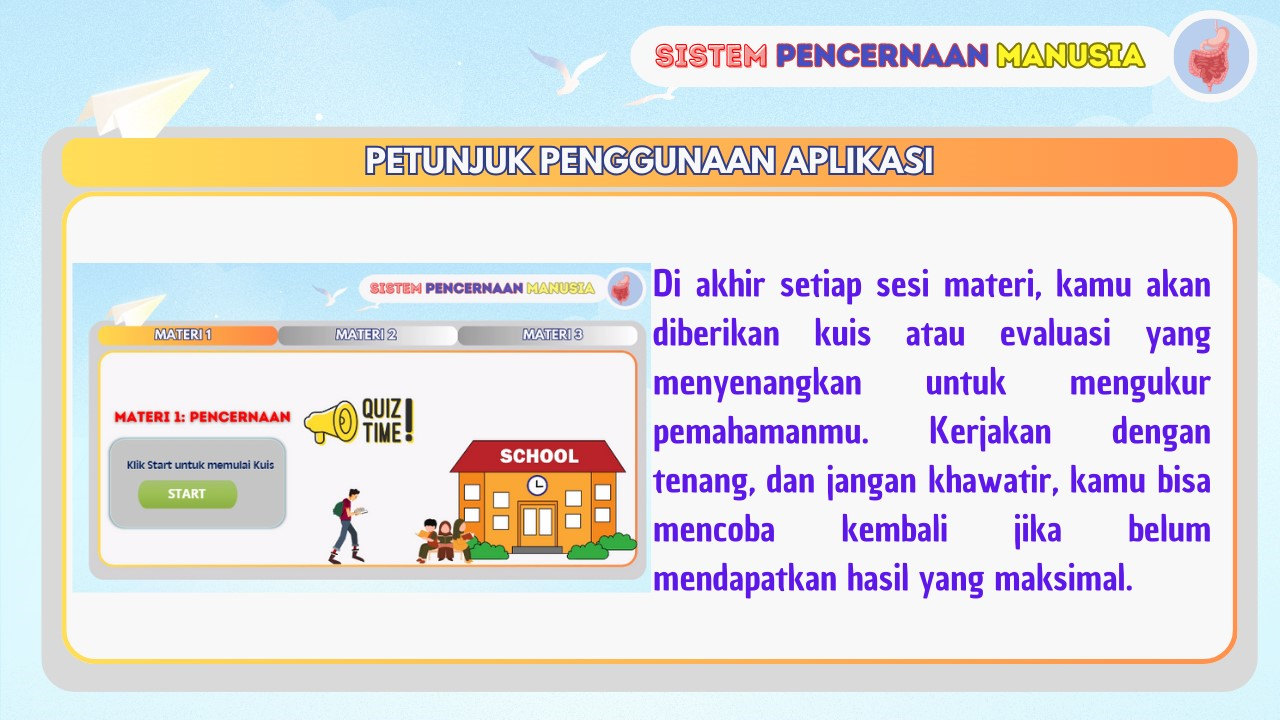 SISTEM PENCERNAAN MANUSIA
PETUNJUK PENGGUNAAN APLIKASI
SISTEM PENCERNAAN MANUSIA
MATERI 1
MATERI 2
MATERI 3
MATERI 1: PENCERNAAN
QUIZ
TIME!
Klik Start untuk memulai Kuis
START
SCHOOL
Di akhir setiap sesi materi, kamu akan
diberikan kuis atau evaluasi yang
menyenangkan untuk mengukur
pemahamanmu. Kerjakan dengan
tenang, dan jangan khawatir, kamu bisa
mencoba kembali jika belum
mendapatkan hasil yang maksimal.